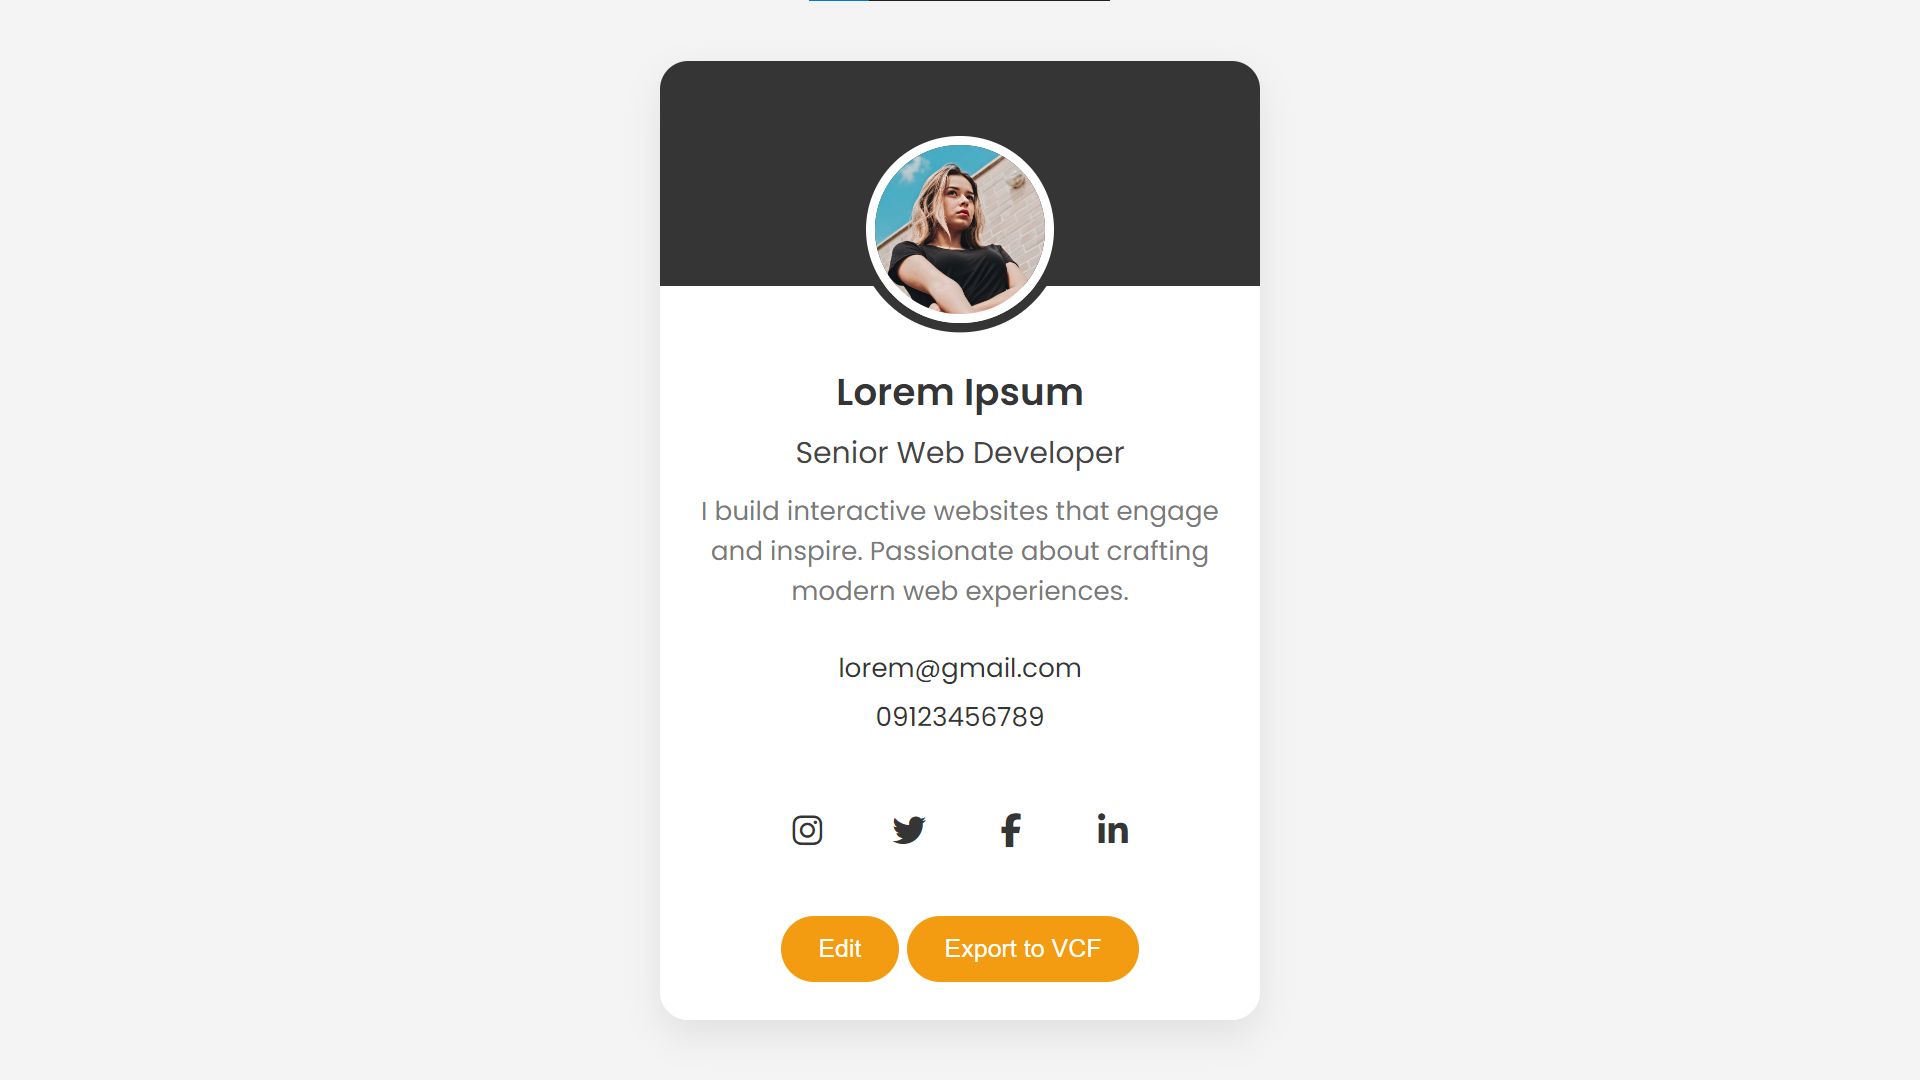 Lorem Ipsum
Senior Web Developer
I build interactive websites that engage
and inspire. Passionate about crafting
modern web experiences.
lorem@gmail.com
09123456789
Edit
Export to VCF